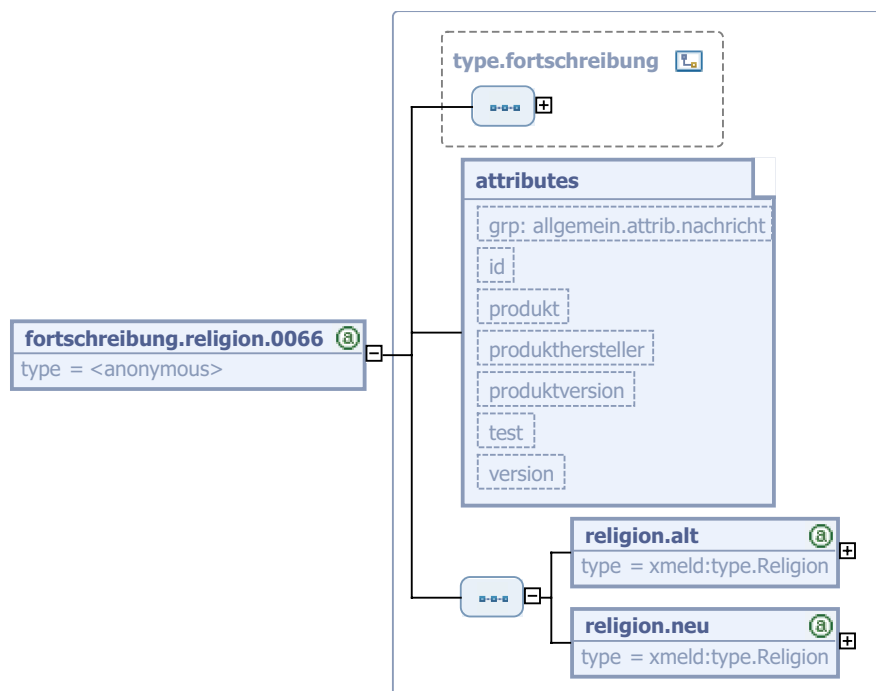 type.fortschreibung
attributes
grp: allgemein.attrib.nachricht
id
produkt
fortschreibung.religion.0066
type = <anonymous>
produkthersteller
produktversion
test
version
religion.alt
type = xmeld:type.Religion
religion.neu
type = xmeld:type.Religion